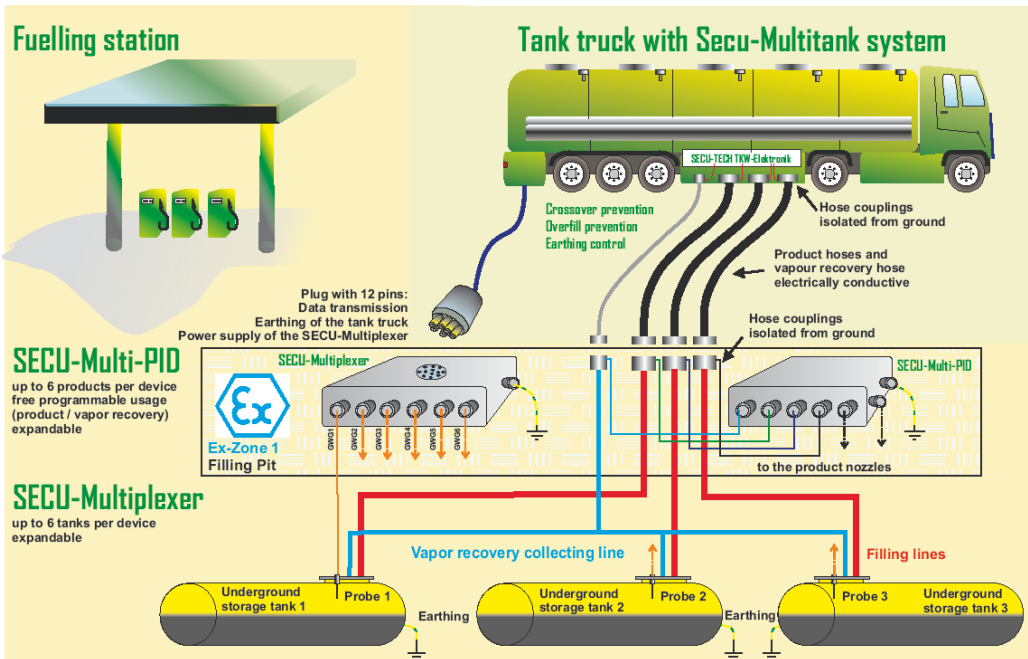 Fuelling station
Tank truck with Secu-Multitank system
SECU-TECH TKW-Elektronik
Crossover prevention
Overfill prevention
Earthing control
Hose couplings
isolated from ground
Product hoses and
vapour recovery hose
electrically conductive
Plug with 12 pins:
Data transmission
Earthing of the tank truck
Power supply of the SECU-Multiplexer
Hose couplings
isolated from ground
SECU-Multi-PID
up to 6 products per device
free programmable usage
(product / vapor recovery)
expandable
SECU-Multiplexer
SECU-Multi-PID
Ex
Ex-Zone 1
Filling Pit
GWG1
GWG2
GWG3
GWG4
GWG5
GWG6
to the product nozzles
SECU-Multiplexer
up to 6 tanks per device
expandable
Vapor recovery collecting line
Filling lines
Underground
storage tank 1
Probe 1
Earthing
Underground
storage tank 2
Probe 2
Earthing
Probe 3
Underground
storage tank 3